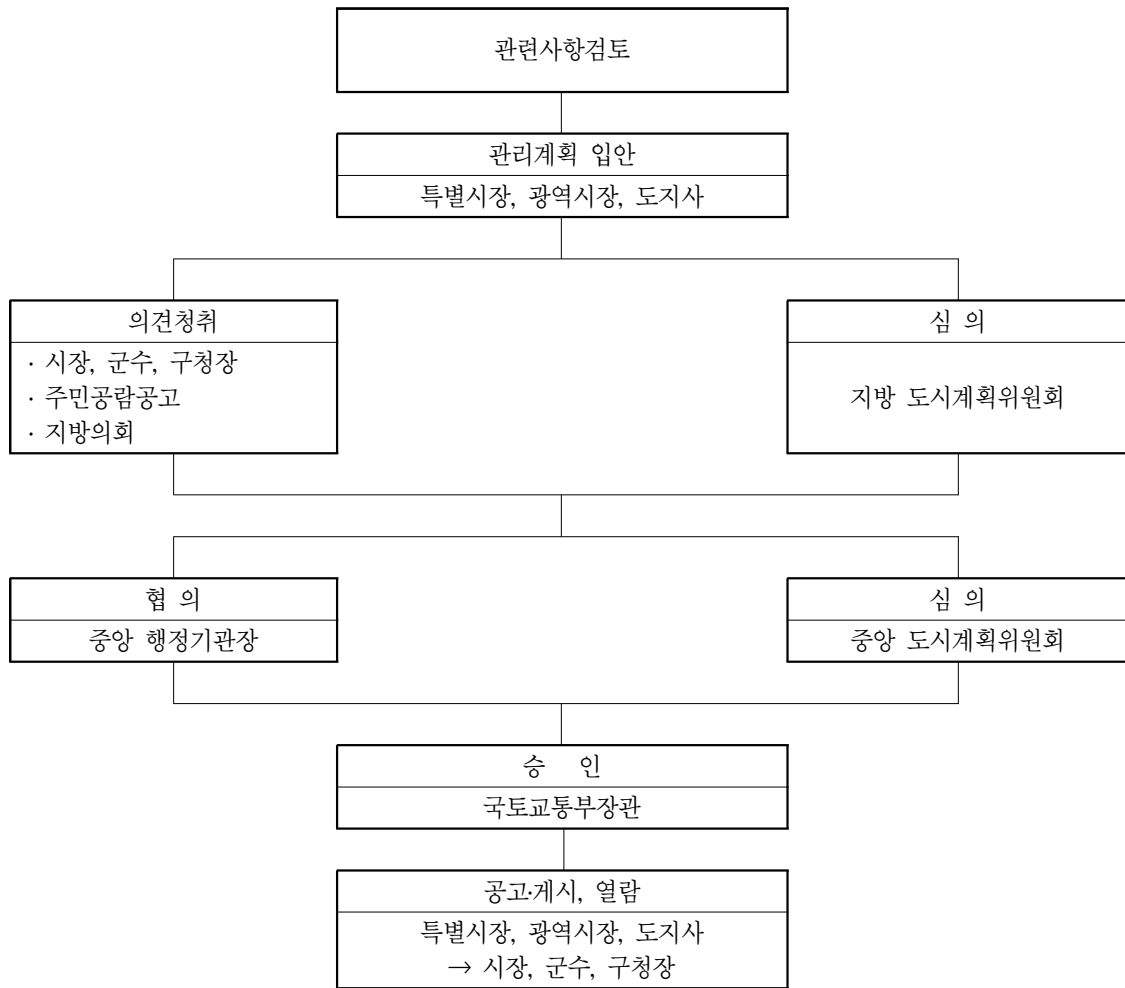 관련사항검토
관리계획 입안
특별시장, 광역시장, 도지사
의견청취
· 시장, 군수, 구청장
· 주민공람공고
· 지방의회
심 의
지방 도시계획위원회
협 의
중앙 행정기관장
심 의
중앙 도시계획위원회
승 인
국토교통부장관
공고·게시, 열람
특별시장, 광역시장, 도지사
→ 시장, 군수, 구청장